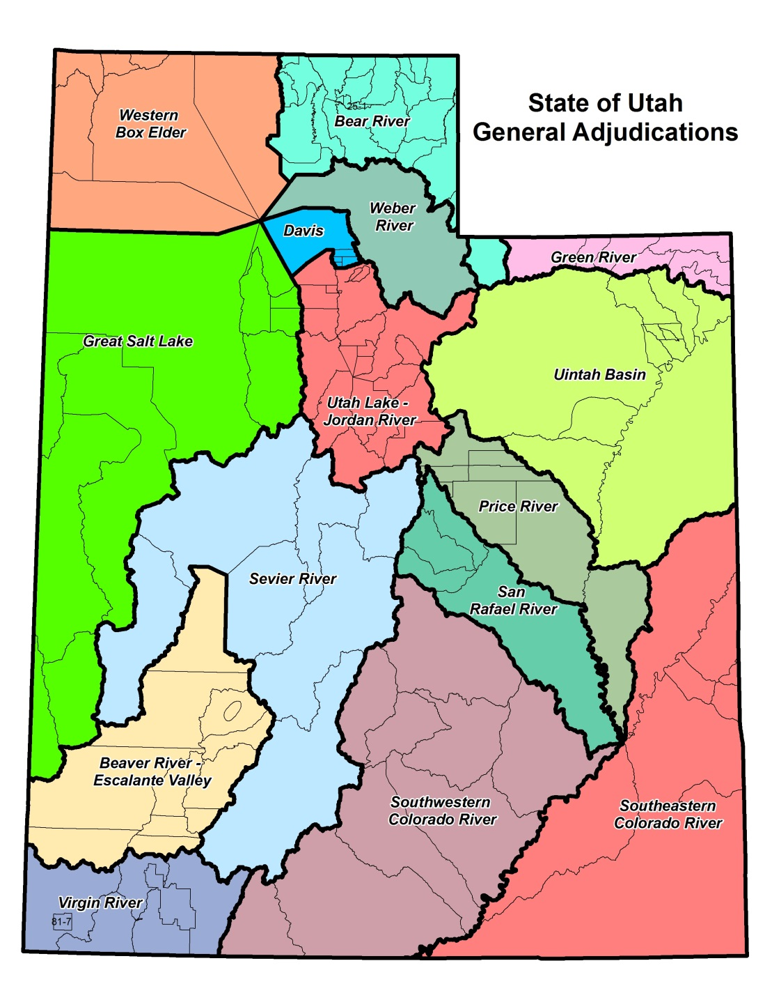 State of Utah
General Adjudications
Western
Box Elder
25-1
Bear River
Weber
River
Davis
Green River
Great Salt Lake
Uintah Basin
Utah Lake -
Jordan River
Price River
Sevier River
San
Rafael River
Beaver River -
Escalante Valley
Southwestern
Colorado River
Southeastern
Colorado River
Virgin River
81-7